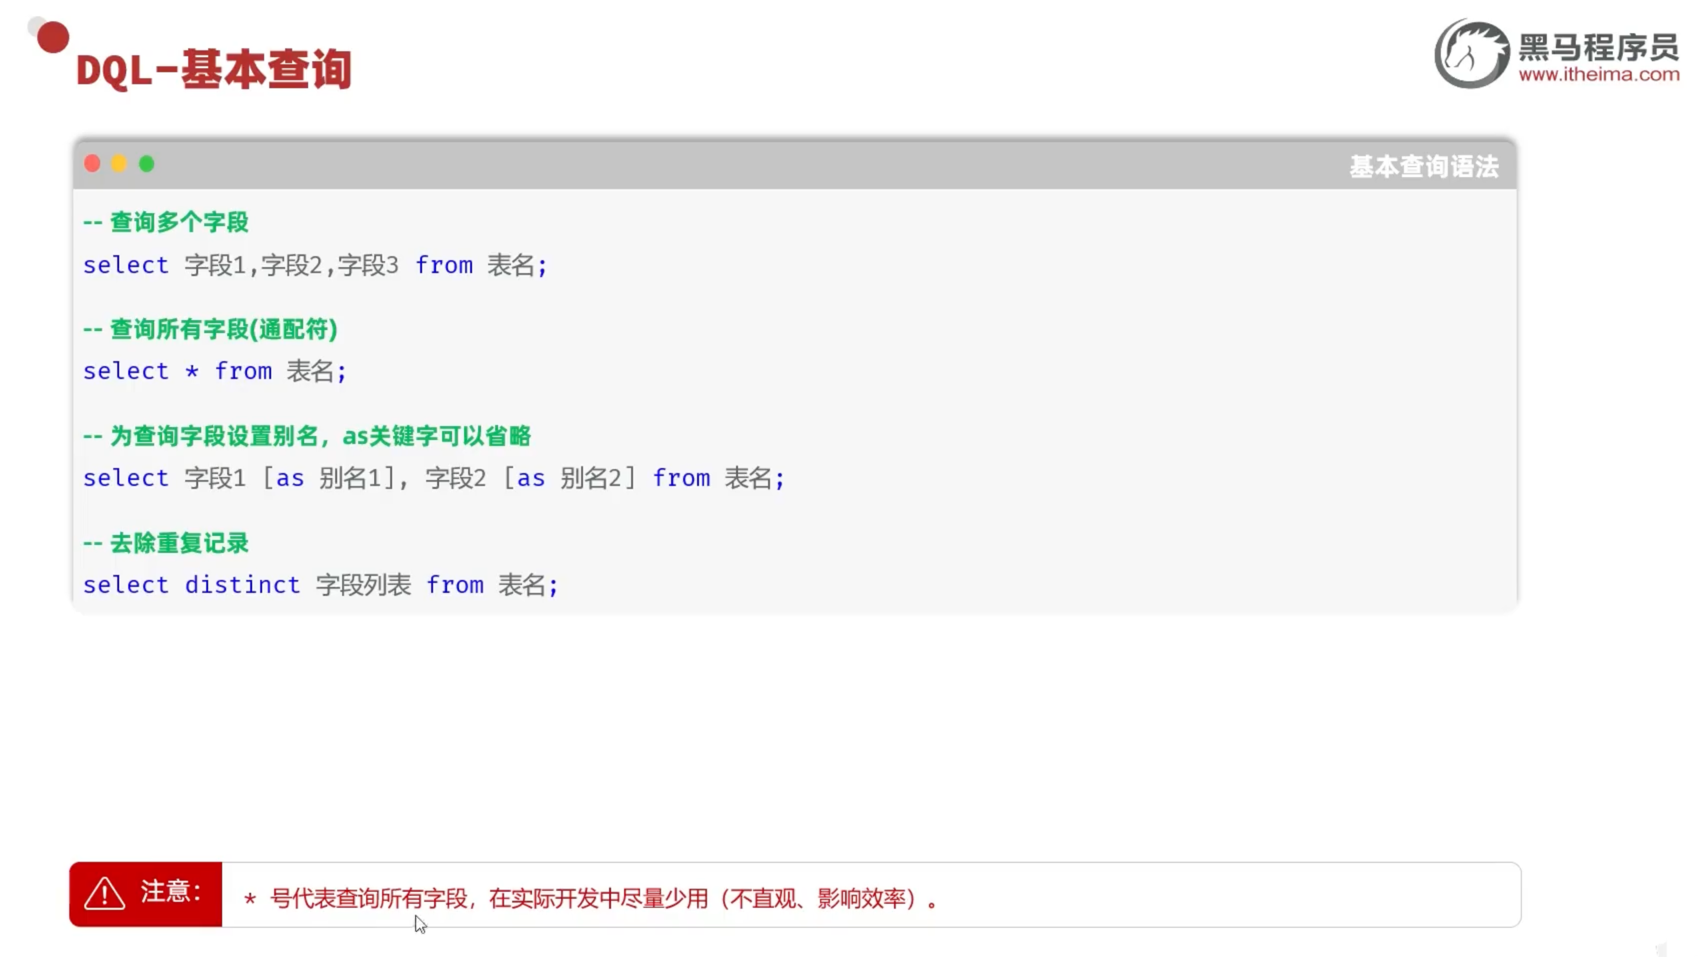 DQL-基本查询
黑马程序员
www.itheima.com
基本查询语法
-- 查询多个字段
select 字段1,字段2,字段3 from 表名;
-- 查询所有字段(通配符)
select * from 表名;
-- 为查询字段设置别名，as关键字可以省略
select 字段1 [as 别名1], 字段2 [as 别名2] from 表名;
-- 去除重复记录
select distinct 字段列表 from 表名;
注意：
* 号代表查询所有字段，在实际开发中尽量少用（不直观、影响效率）。